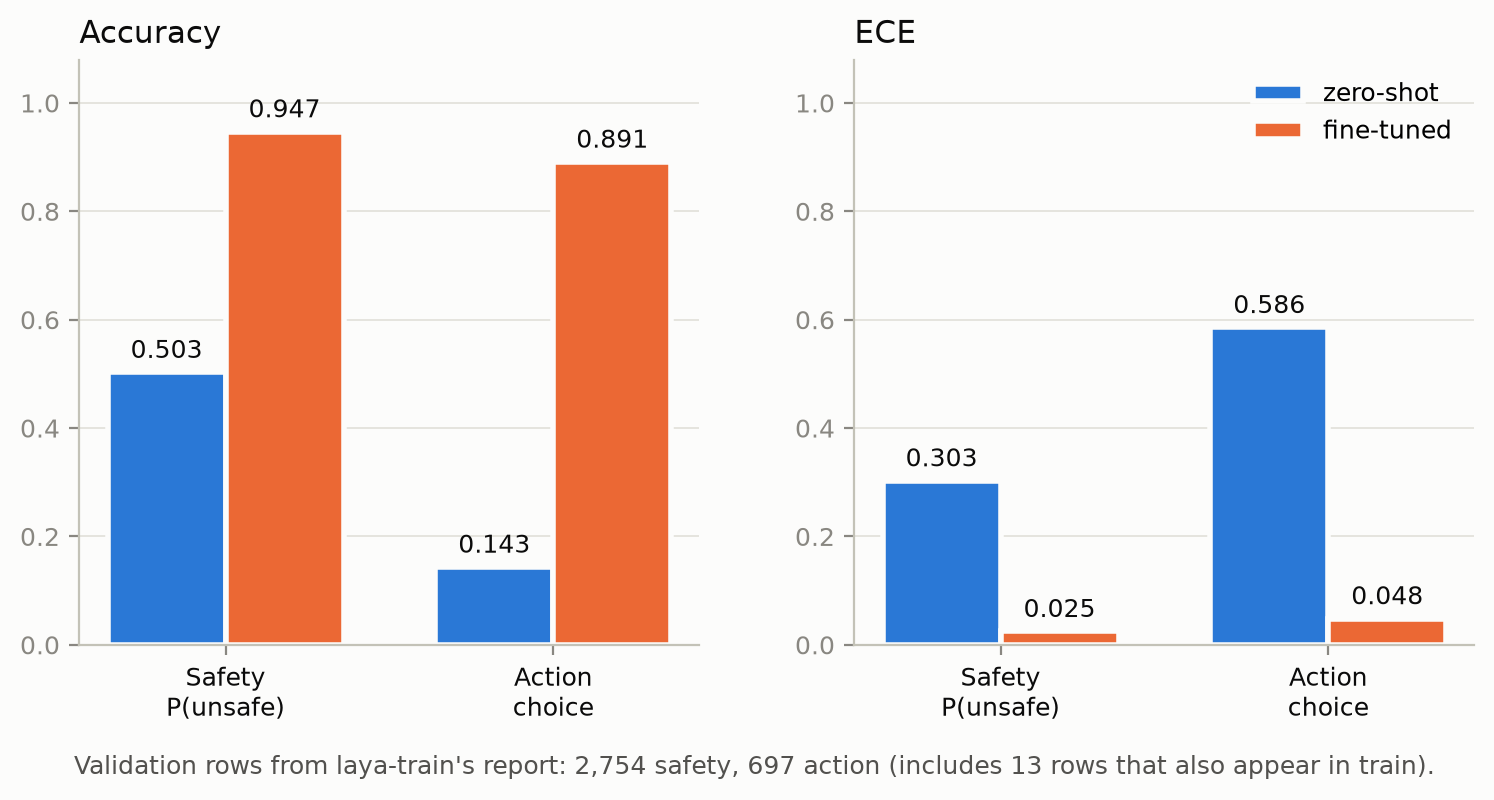 Accuracy
1.0
0.8
0.6
0.4
0.2
0.0
0.947
0.891
0.503
0.143
Safety
P(unsafe)
Action
choice
ECE
zero-shot
fine-tuned
1.0
0.8
0.6
0.4
0.2
0.0
0.586
0.303
0.025
0.048
Safety
P(unsafe)
Action
choice
Validation rows from laya-train's report: 2,754 safety, 697 action (includes 13 rows that also appear in train).